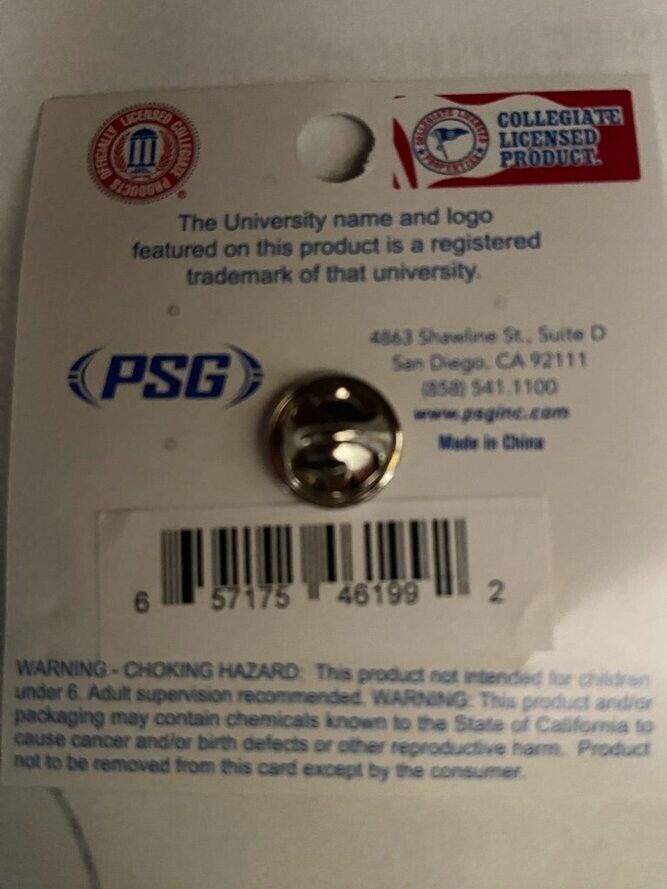 OFFICIALLY LICENSED COLLEGIATE PRODUCTS
COLLEGIATE
LICENSED
PRODUCT.
The University name and logo
featured on this product is a registered
trademark of that university.
PSG
4863 Shawline St., Suite D
San Diego, CA 92111
(858) 541.1100
www.psginc.com
Made in China
6 57175 46199 2
WARNING - CHOKING HAZARD: This product not intended for children
under 6. Adult supervision recommended. WARNING: This product and/or
packaging may contain chemicals known to the State of California to
cause cancer and/or birth defects or other reproductive harm. Product
not to be removed from this card except by the consumer.